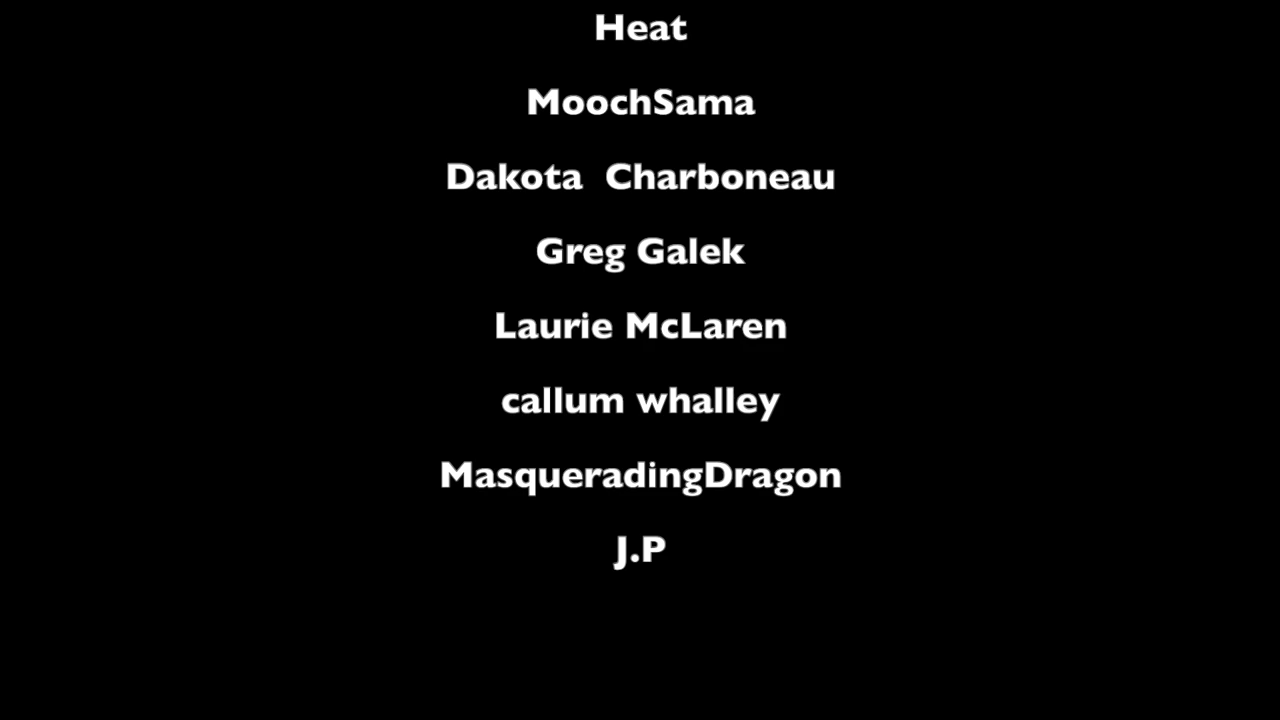 Heat
MoochSama
Dakota  Charboneau
Greg Galek
Laurie McLaren
callum whalley
MasqueradingDragon
J.P